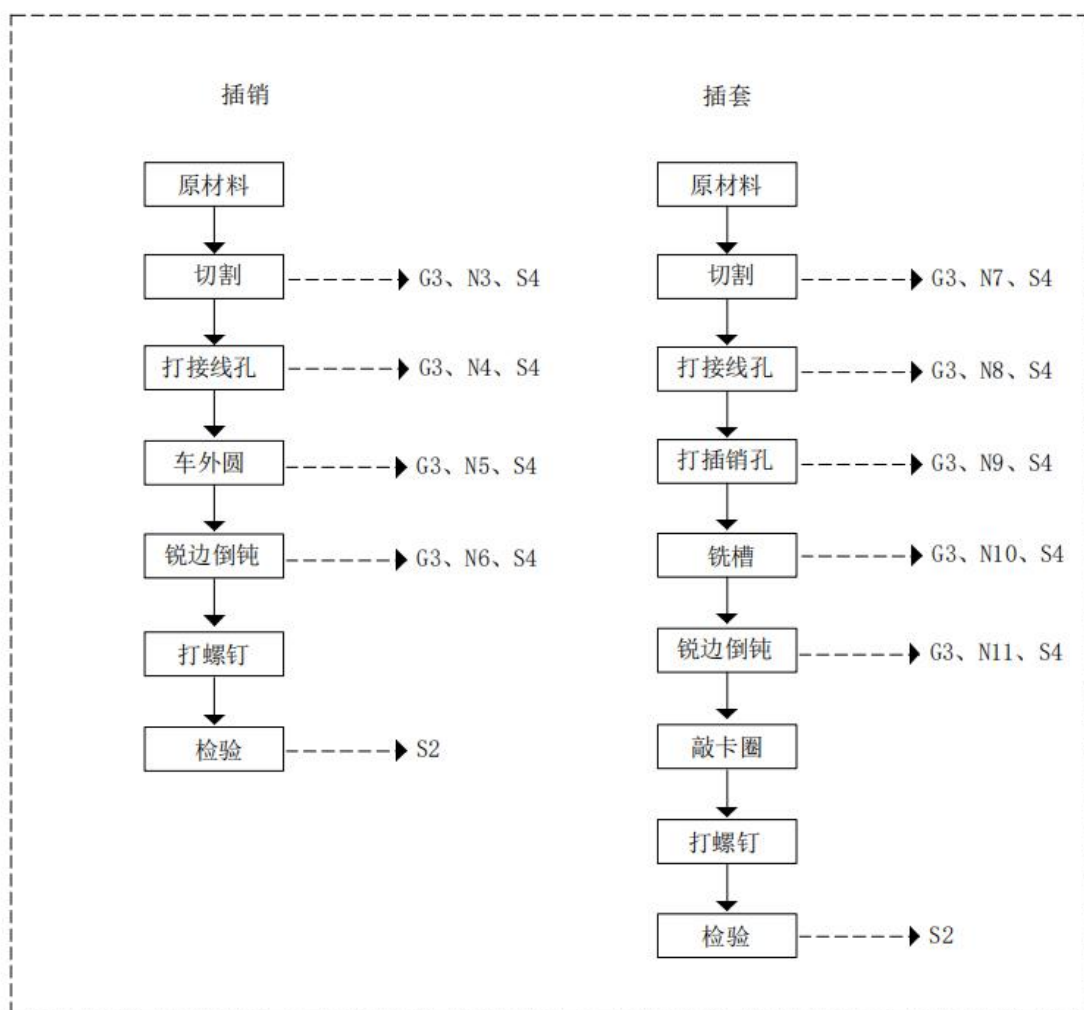 插销
原材料
切割
G3、N3、S4
打接线孔
G3、N4、S4
车外圆
G3、N5、S4
锐边倒钝
G3、N6、S4
打螺钉
检验
S2
插套
原材料
切割
G3、N7、S4
打接线孔
G3、N8、S4
打插销孔
G3、N9、S4
铣槽
G3、N10、S4
锐边倒钝
G3、N11、S4
敲卡圈
打螺钉
检验
S2